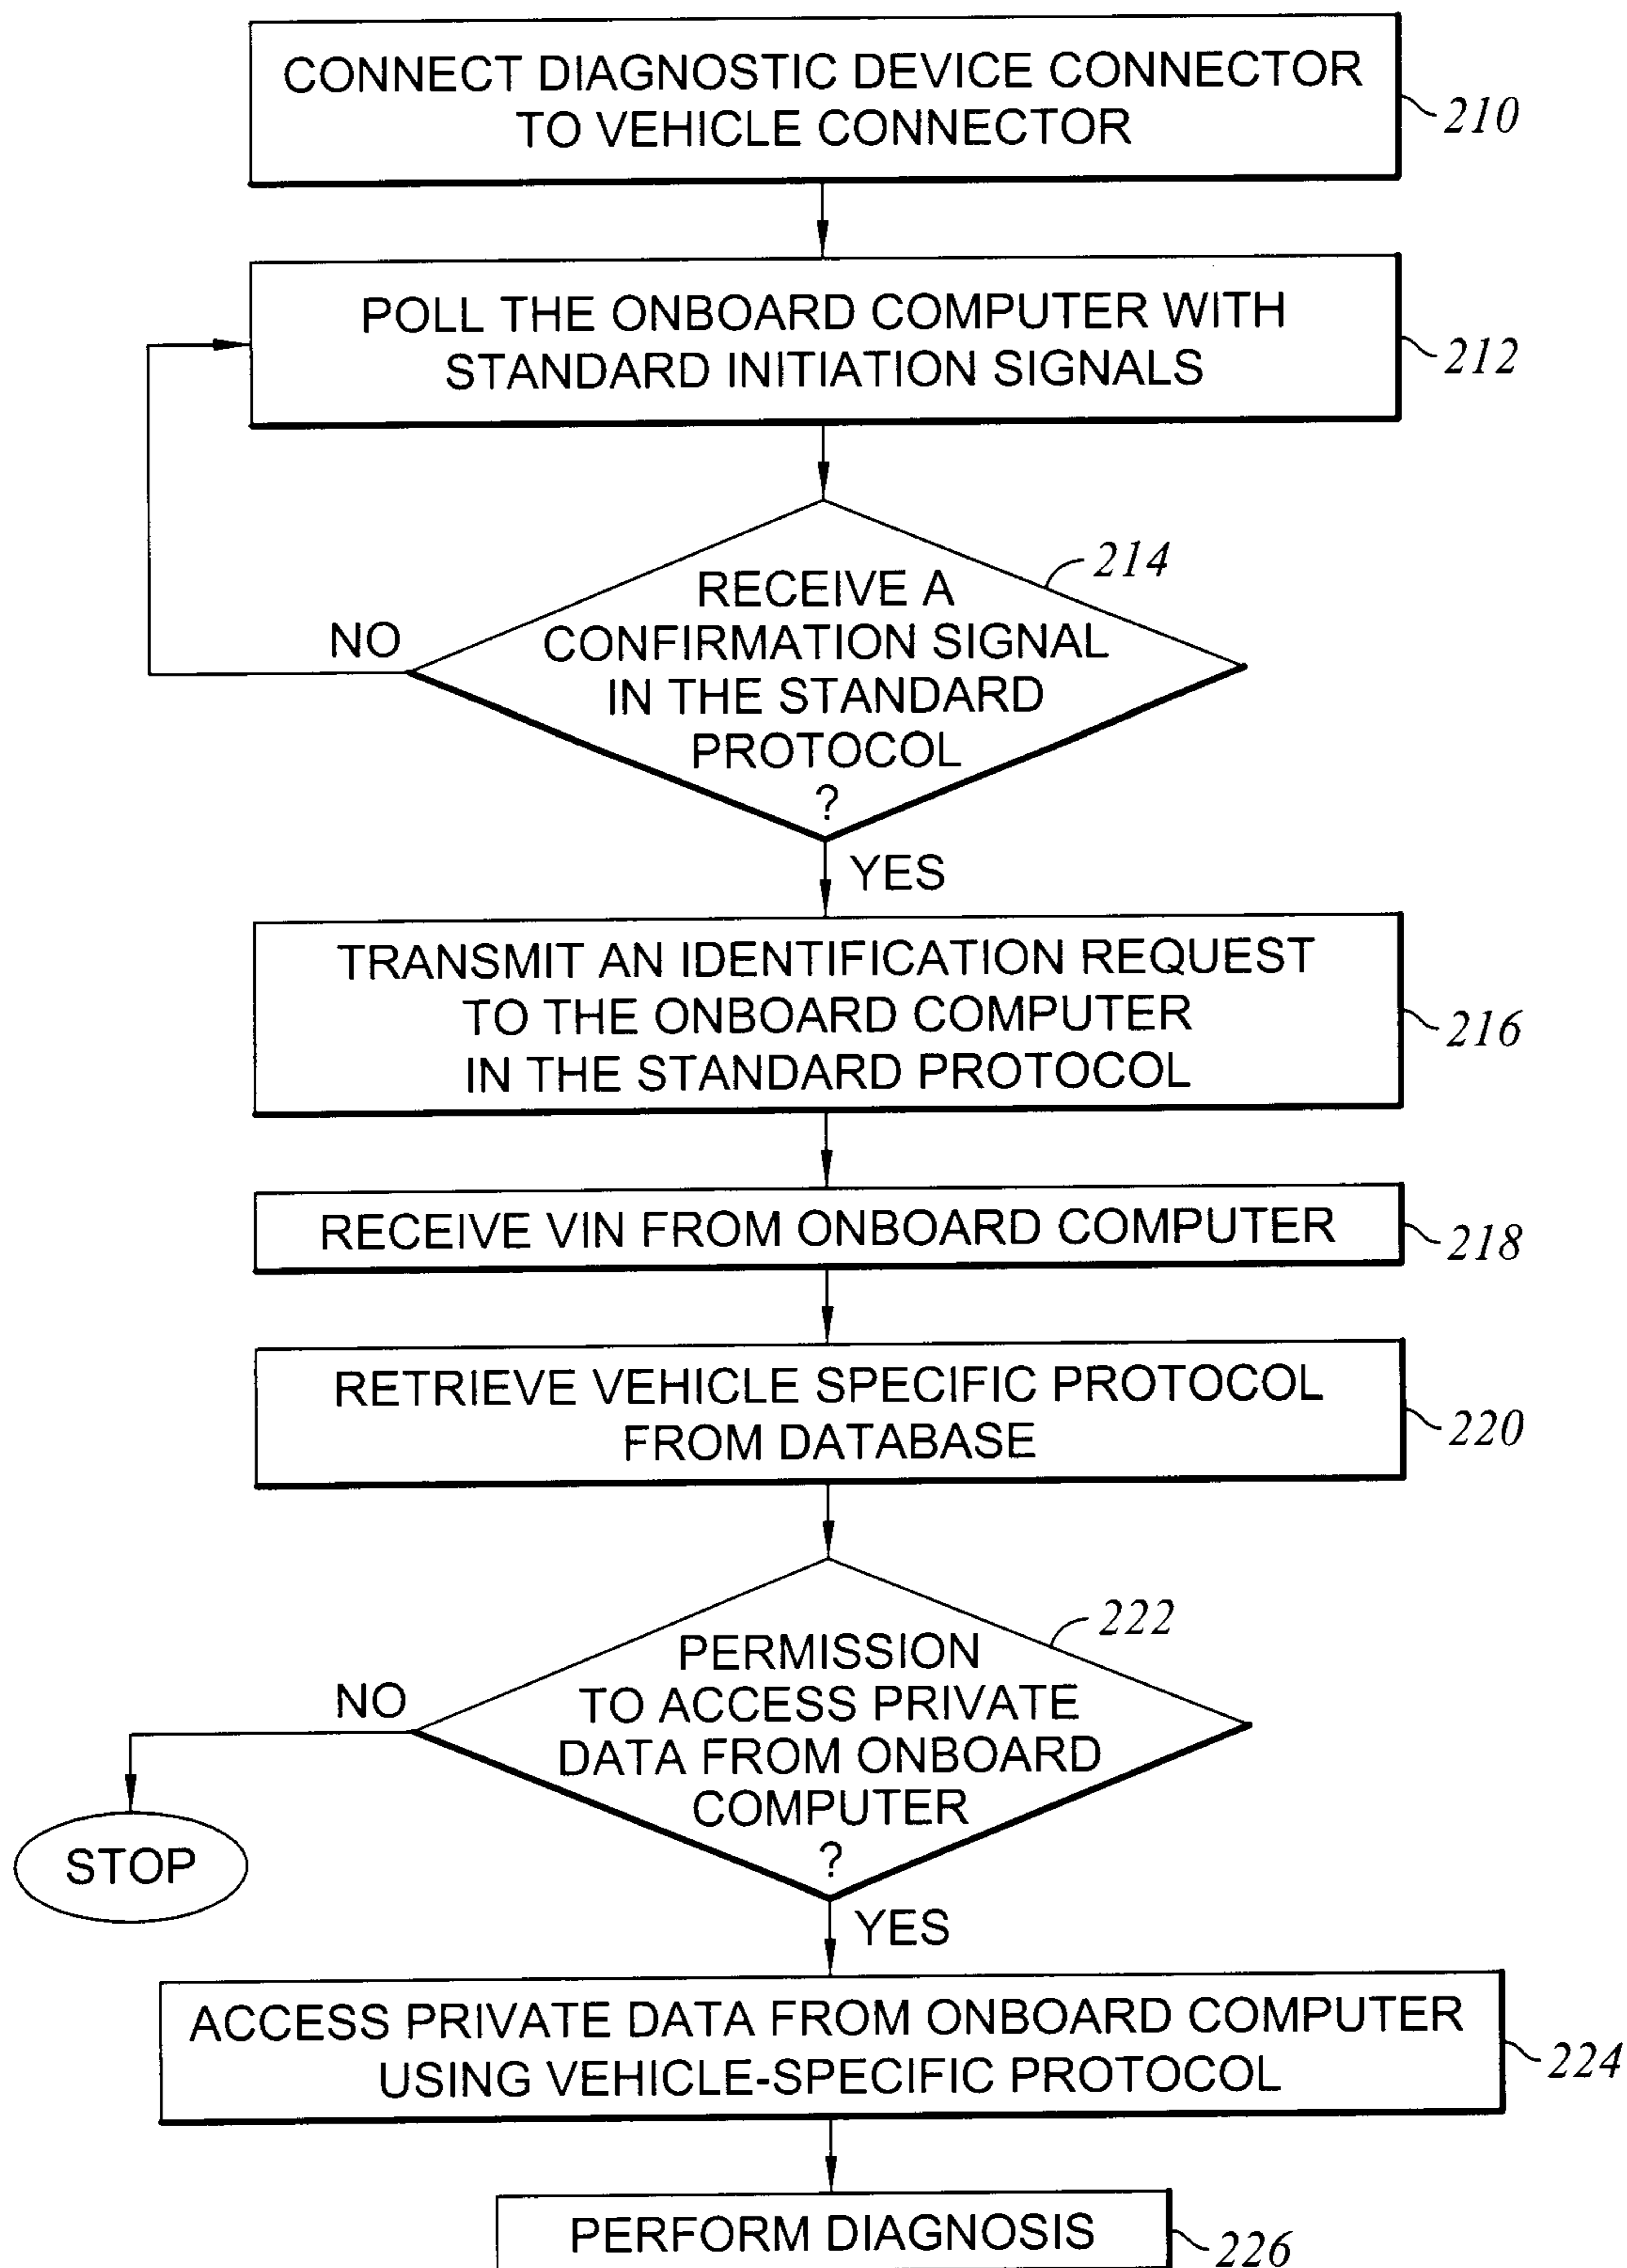 CONNECT DIAGNOSTIC DEVICE CONNECTOR
TO VEHICLE CONNECTOR
210
POLL THE ONBOARD COMPUTER WITH
STANDARD INITIATION SIGNALS
212
214
RECEIVE A
CONFIRMATION SIGNAL
IN THE STANDARD
PROTOCOL
?
NO
YES
TRANSMIT AN IDENTIFICATION REQUEST
TO THE ONBOARD COMPUTER
IN THE STANDARD PROTOCOL
216
RECEIVE VIN FROM ONBOARD COMPUTER
218
RETRIEVE VEHICLE SPECIFIC PROTOCOL
FROM DATABASE
220
222
PERMISSION
TO ACCESS PRIVATE
DATA FROM ONBOARD
COMPUTER
?
NO
STOP
YES
ACCESS PRIVATE DATA FROM ONBOARD COMPUTER
USING VEHICLE-SPECIFIC PROTOCOL
224
PERFORM DIAGNOSIS
226